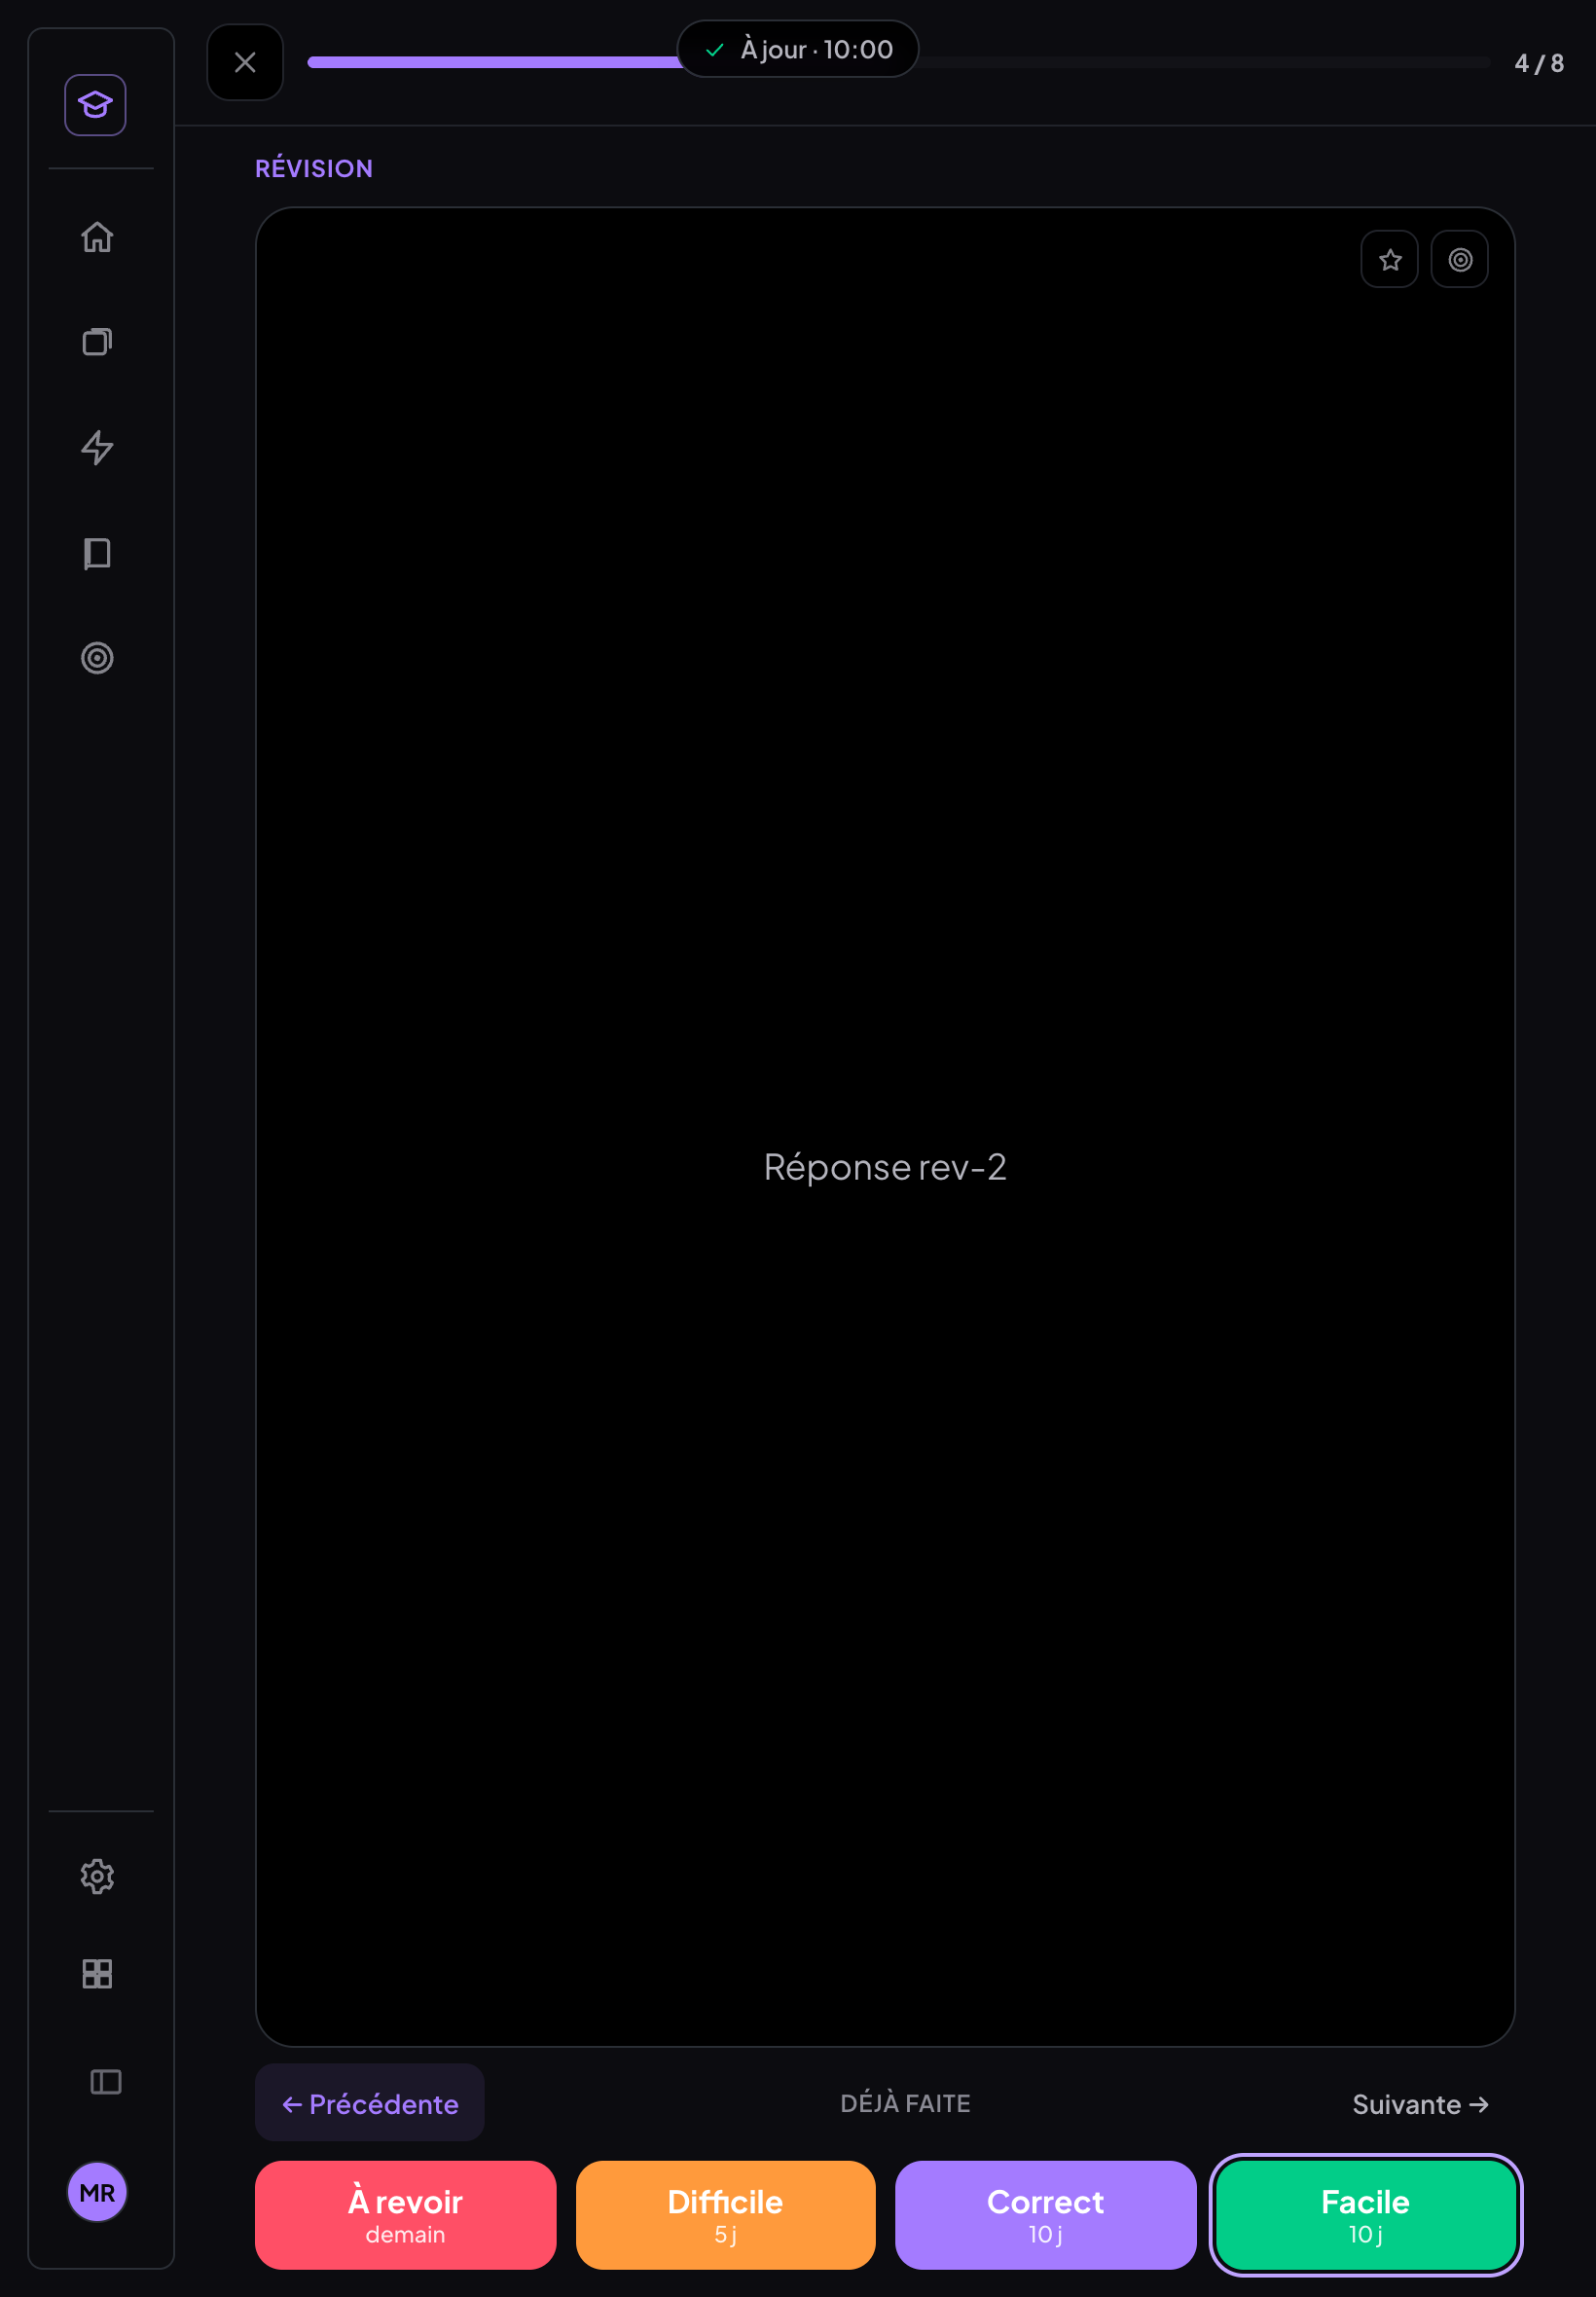 À jour · 10:00
4 / 8
RÉVISION
Réponse rev-2
← Précédente
DÉJÀ FAITE
Suivante →
À revoir
demain
Difficile
5 j
Correct
10 j
Facile
10 j
MR